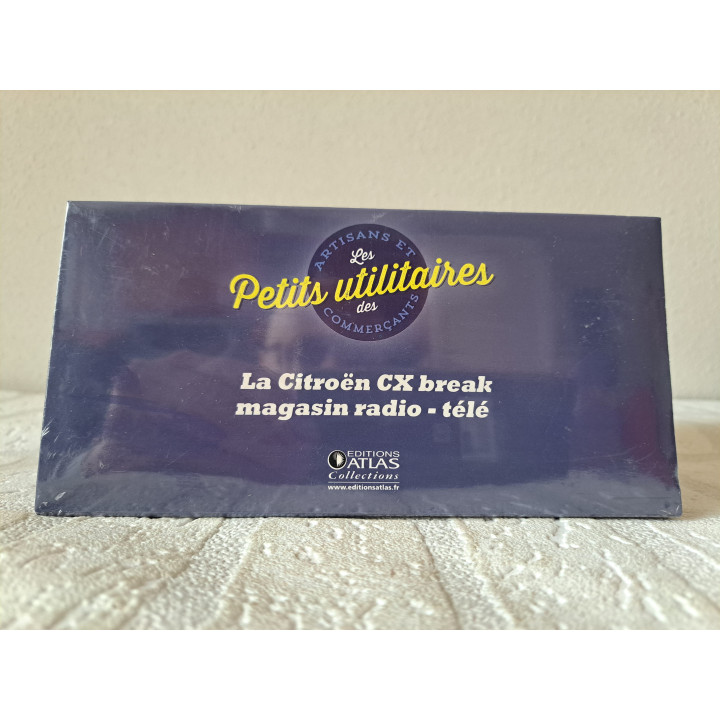 ARTISANS ET
Les
Petits utilitaires
des
COMMERÇANTS
La Citroën CX break
magasin radio - télé
EDITIONS
ATLAS
Collections
www.editionsatlas.fr